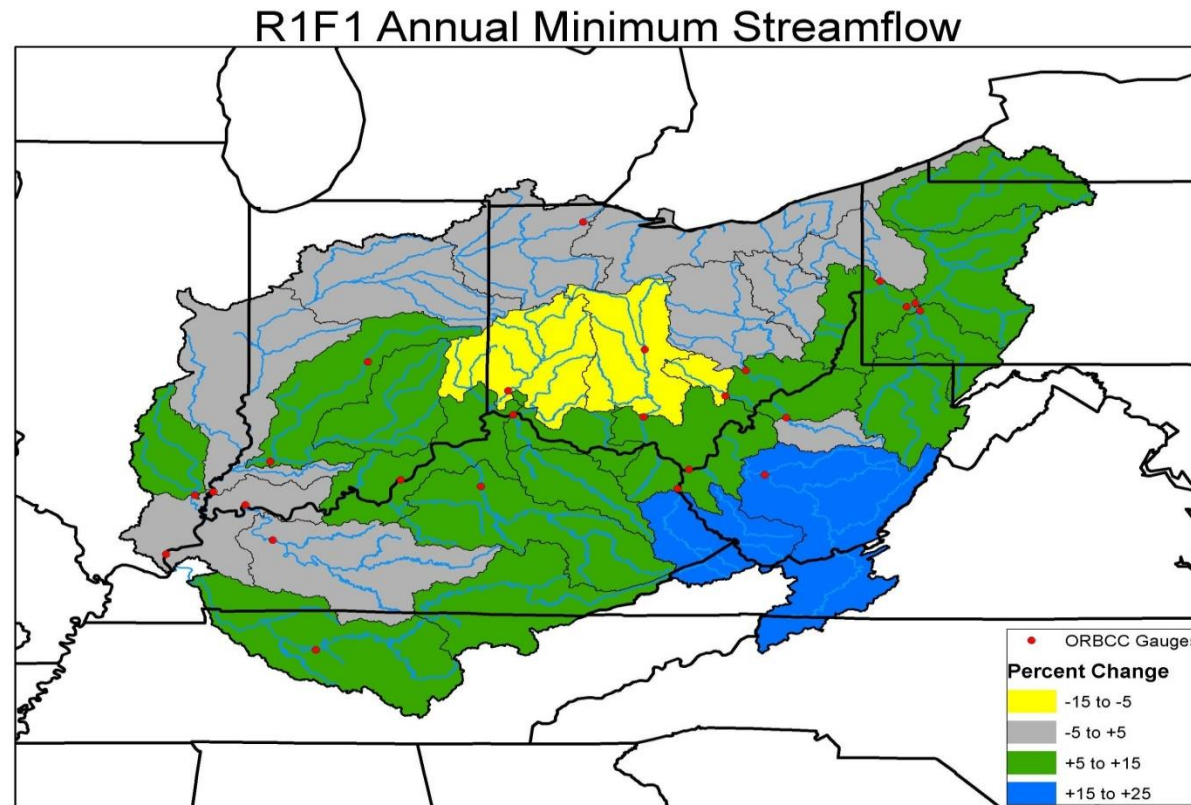 R1F1 Annual Minimum Streamflow
ORBCC Gauges
Percent Change
-15 to -5
-5 to +5
+5 to +15
+15 to +25